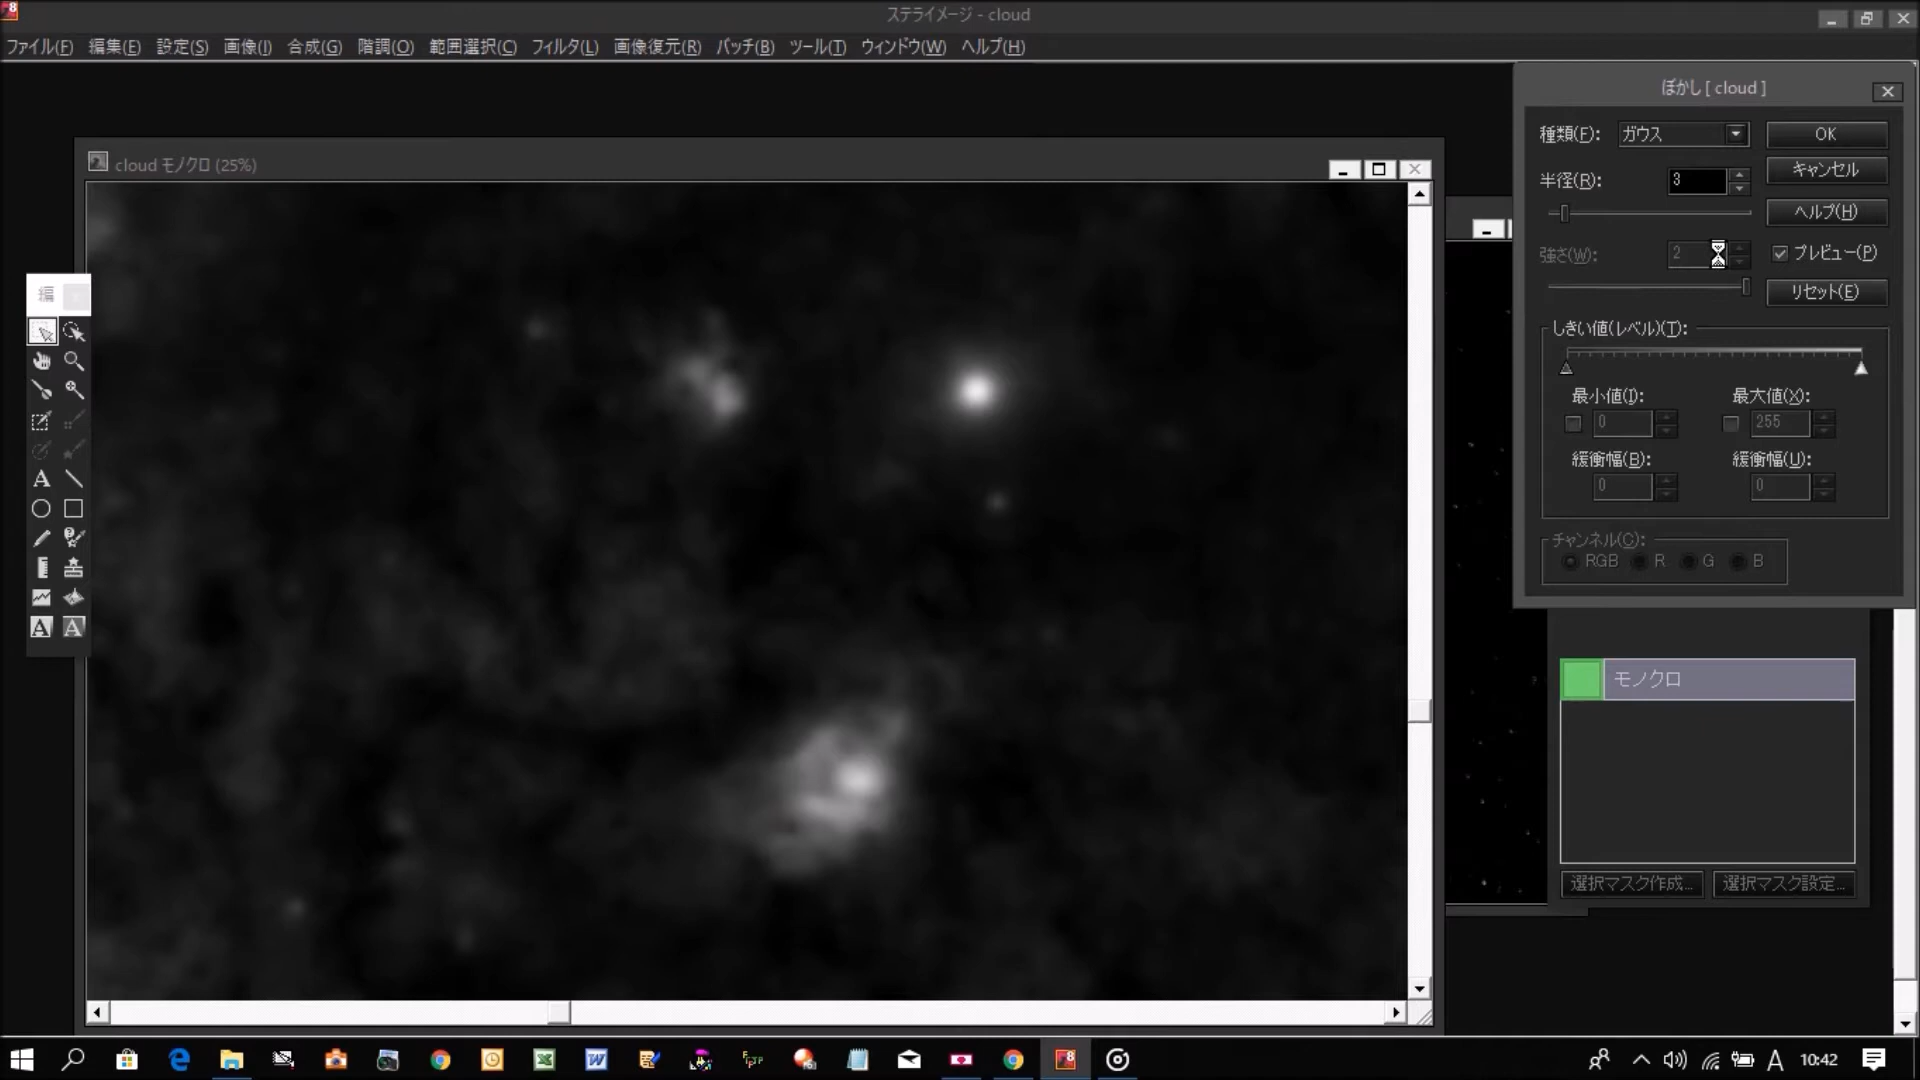 ステライメージ - cloud
ファイル(F) 編集(E) 設定(S) 画像(I) 合成(G) 階調(O) 範囲選択(C) フィルタ(L) 画像復元(R) バッチ(B) ツール(T) ウィンドウ(W) ヘルプ(H)
ぼかし [ cloud ]
種類(F): ガウス OK
キャンセル
半径(R): 3
ヘルプ(H)
強さ(W): 2 プレビュー(P)
リセット(E)
しきい値(レベル)(T):
最小値(I): 最大値(X):
0 255
緩衝幅(B): 緩衝幅(U):
0 0
チャンネル(C):
RGB R G B
cloud モノクロ (25%)
編
モノクロ
選択マスク作成... 選択マスク設定...
A 10:42